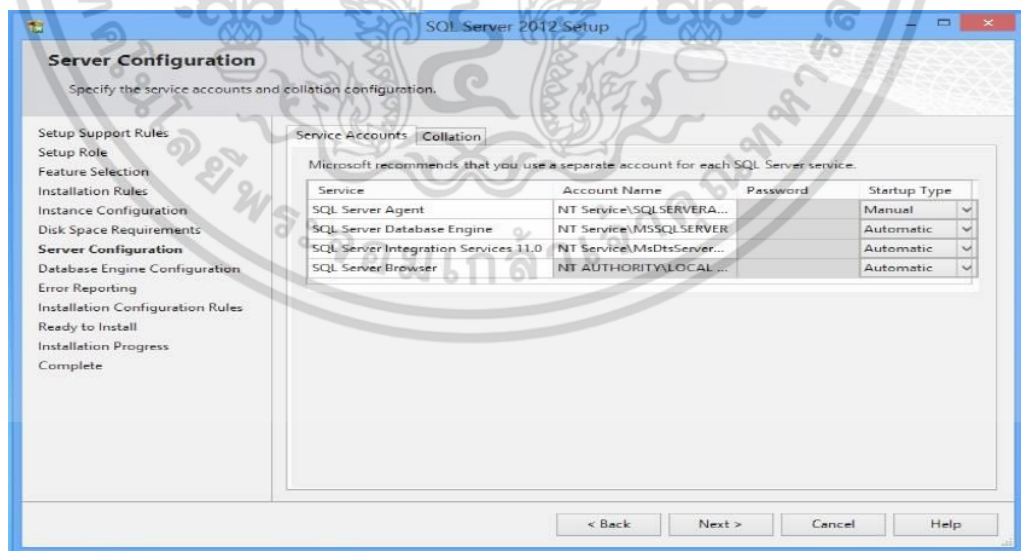 SQL Server 2012 Setup
Server Configuration
Specify the service accounts and collation configuration.
Setup Support Rules
Setup Role
Feature Selection
Installation Rules
Instance Configuration
Disk Space Requirements
Server Configuration
Database Engine Configuration
Error Reporting
Installation Configuration Rules
Ready to Install
Installation Progress
Complete
Service Accounts Collation
Microsoft recommends that you use a separate account for each SQL Server service.
Service Account Name Password Startup Type
SQL Server Agent NT Service\SQLSERVERA... Manual
SQL Server Database Engine NT Service\MSSQLSERVER Automatic
SQL Server Integration Services 11.0 NT Service\MsDtsServer... Automatic
SQL Server Browser NT AUTHORITY\LOCAL ... Automatic
< Back Next > Cancel Help